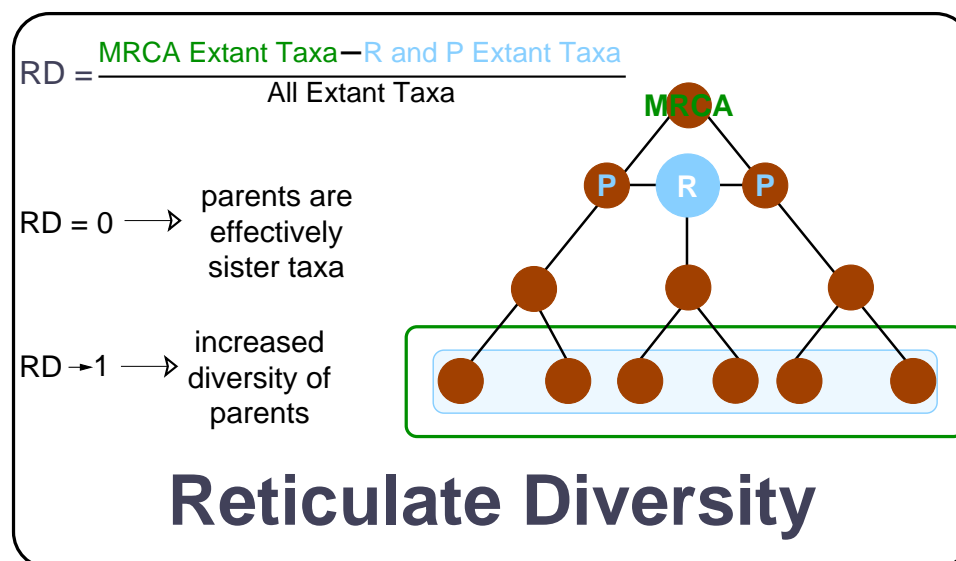 RD = MRCA Extant Taxa–R and P Extant Taxa
All Extant Taxa
MRCA
P R P
RD = 0 → parents are
effectively
sister taxa
RD → 1 → increased
diversity of
parents
Reticulate Diversity